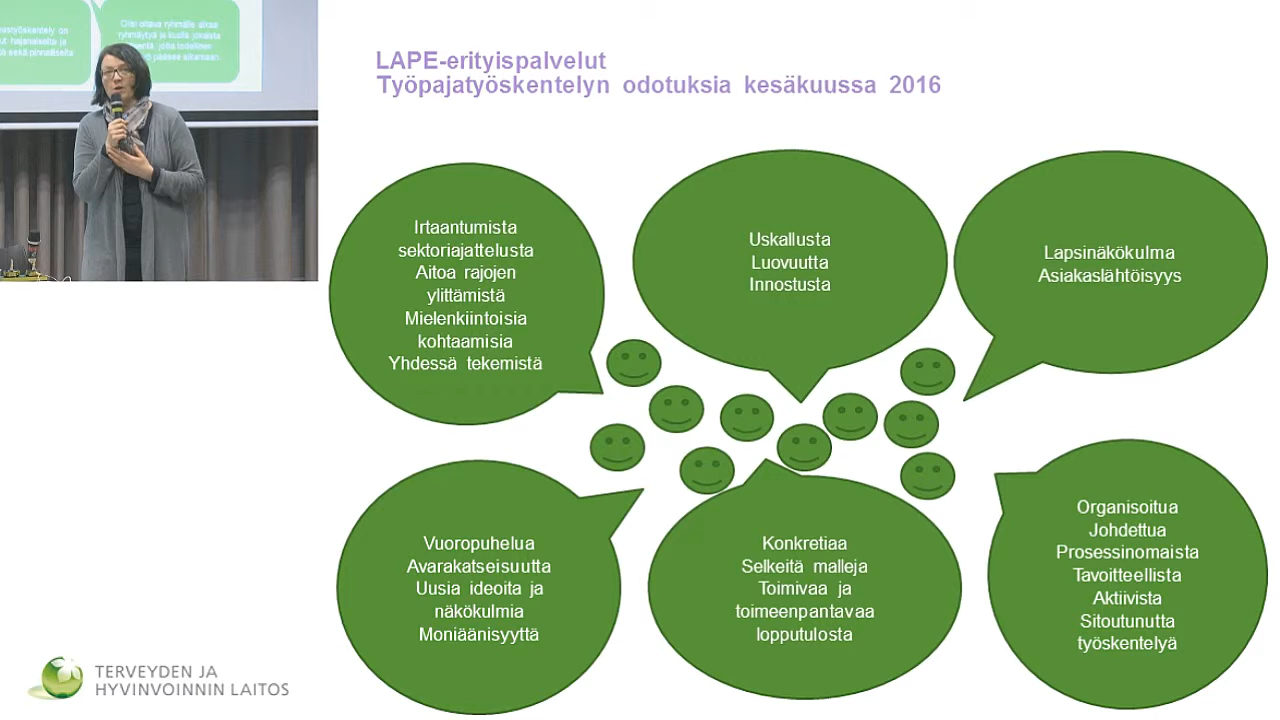 LAPE-erityispalvelut
Työpajatyöskentelyn odotuksia kesäkuussa 2016
Irtaantumista
sektoriajattelusta
Aitoa rajojen
ylittämistä
Mielenkiintoisia
kohtaamisia
Yhdessä tekemistä
Uskallusta
Luovuutta
Innostusta
Lapsinäkökulma
Asiakaslähtöisyys
Vuoropuhelua
Avarakatseisuutta
Uusia ideoita ja
näkökulmia
Moniäänisyyttä
Konkretiaa
Selkeitä malleja
Toimivaa ja
toimeenpantavaa
lopputulosta
Organisoitua
Johdettua
Prosessinomaista
Tavoitteellista
Aktiivista
Sitoutunutta
työskentelyä
TERVEYDEN JA
HYVINVOINNIN LAITOS